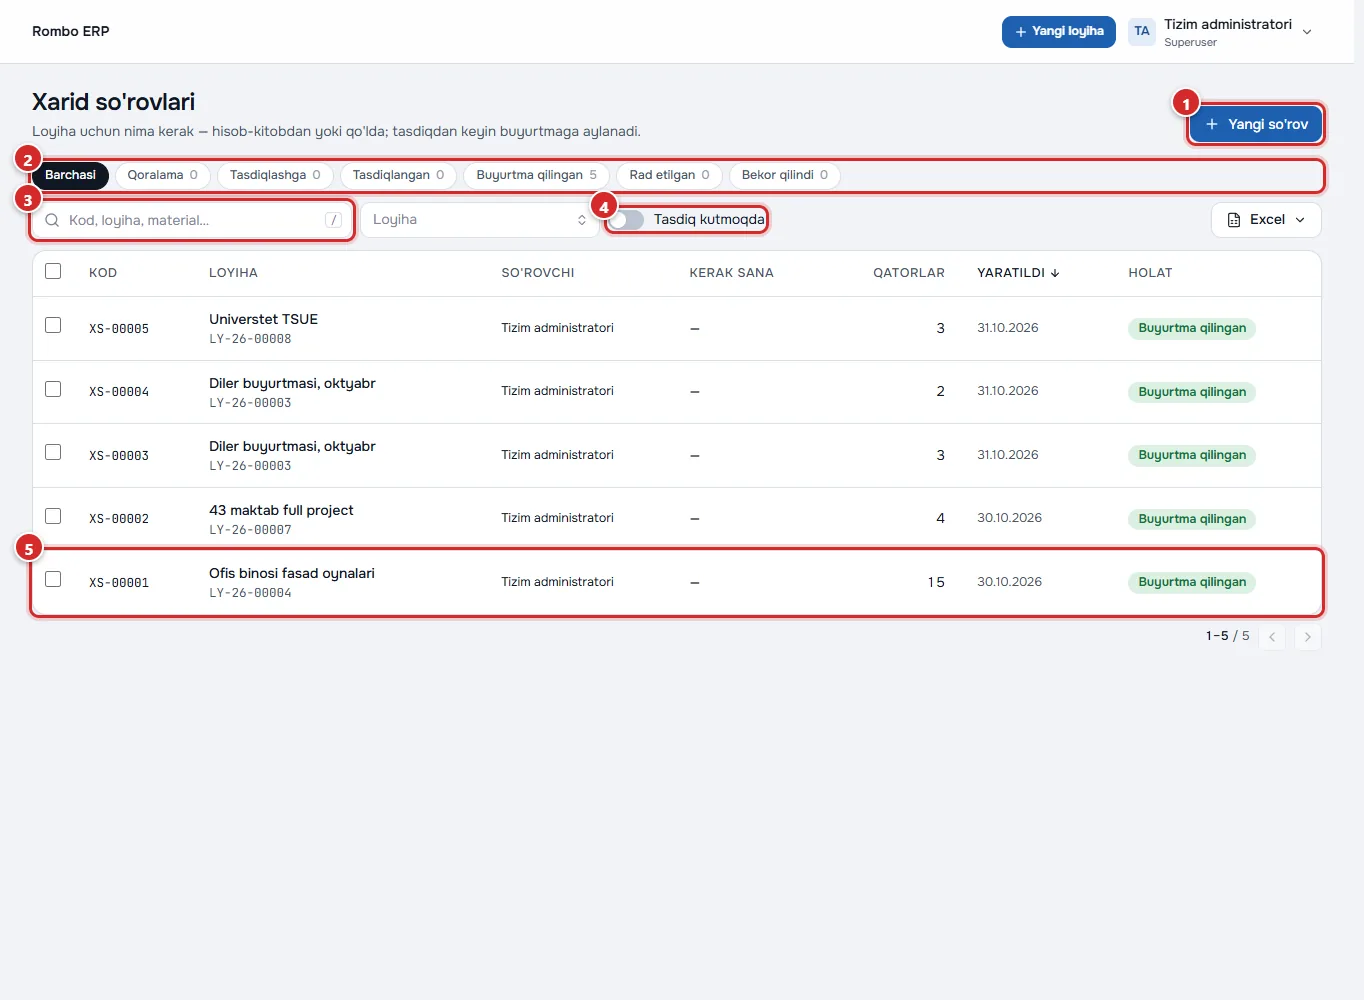 Rombo ERP
+ Yangi loyiha
TA
Tizim administratori
Superuser
Xarid so'rovlari
Loyiha uchun nima kerak — hisob-kitobdan yoki qo'lda; tasdiqdan keyin buyurtmaga aylanadi.
1
+ Yangi so'rov
2
Barchasi Qoralama 0 Tasdiqlashga 0 Tasdiqlangan 0 Buyurtma qilingan 5 Rad etilgan 0 Bekor qilindi 0
3
Kod, loyiha, material... /
Loyiha
4
Tasdiq kutmoqda
Excel
KOD LOYIHA SO'ROVCHI KERAK SANA QATORLAR YARATILDI ↓ HOLAT
XS-00005 Universtet TSUE Tizim administratori — 3 31.10.2026 Buyurtma qilingan
LY-26-00008
XS-00004 Diler buyurtmasi, oktyabr Tizim administratori — 2 31.10.2026 Buyurtma qilingan
LY-26-00003
XS-00003 Diler buyurtmasi, oktyabr Tizim administratori — 3 31.10.2026 Buyurtma qilingan
LY-26-00003
XS-00002 43 maktab full project Tizim administratori — 4 30.10.2026 Buyurtma qilingan
LY-26-00007
5
XS-00001 Ofis binosi fasad oynalari Tizim administratori — 15 30.10.2026 Buyurtma qilingan
LY-26-00004
1–5 / 5